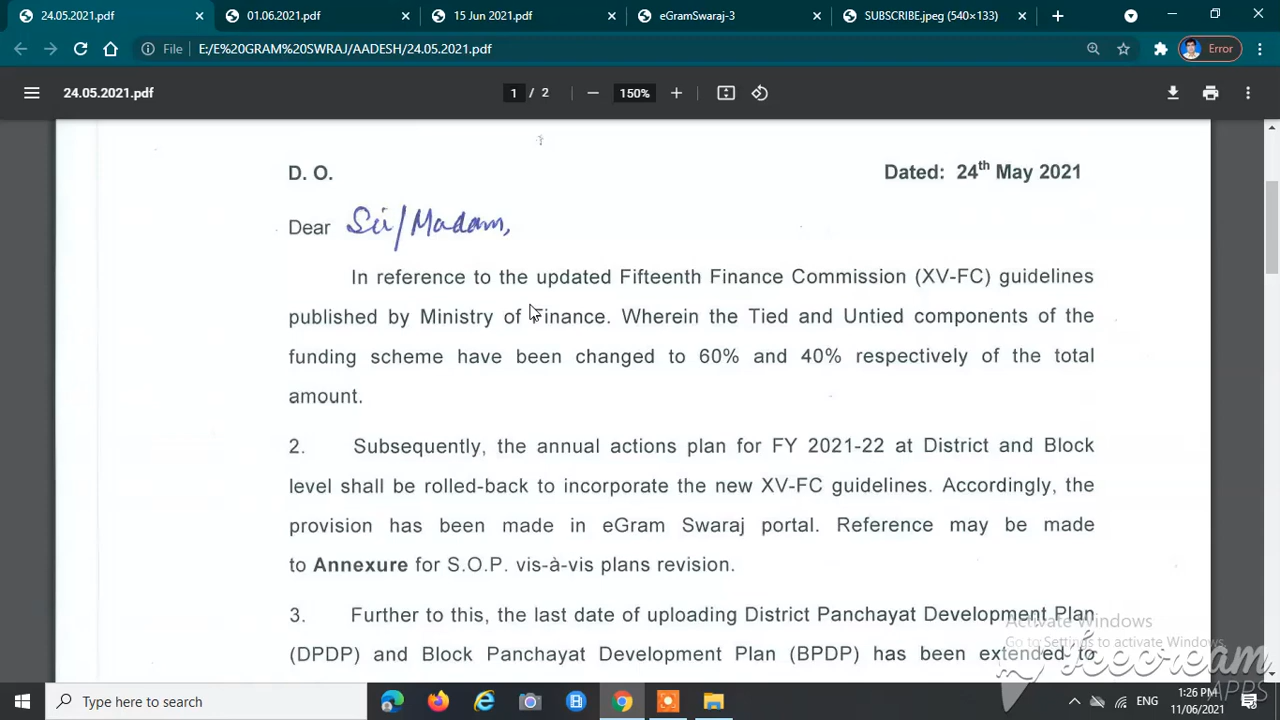 24.05.2021.pdf
01.06.2021.pdf
15 Jun 2021.pdf
eGramSwaraj-3
SUBSCRIBE.jpeg (540×133)
File
E:/E%20GRAM%20SWRAJ/AADESH/24.05.2021.pdf
Error
24.05.2021.pdf
1 / 2
150%
D. O.
Dated: 24th May 2021
Dear Sir/Madam,
In reference to the updated Fifteenth Finance Commission (XV-FC) guidelines
published by Ministry of Finance. Wherein the Tied and Untied components of the
funding scheme have been changed to 60% and 40% respectively of the total
amount.
2. Subsequently, the annual actions plan for FY 2021-22 at District and Block
level shall be rolled-back to incorporate the new XV-FC guidelines. Accordingly, the
provision has been made in eGram Swaraj portal. Reference may be made
to Annexure for S.O.P. vis-à-vis plans revision.
3. Further to this, the last date of uploading District Panchayat Development Plan
(DPDP) and Block Panchayat Development Plan (BPDP) has been extended to
Activate Windows
Go to Settings to activate Windows.
icecream
APPS
Type here to search
ENG
1:26 PM
11/06/2021